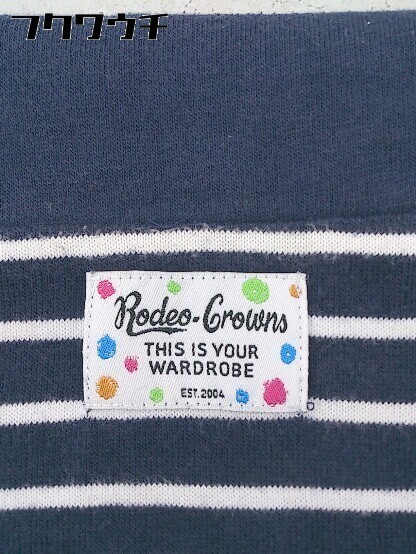 フクワウチ
Rodeo-Crowns
THIS IS YOUR
WARDROBE
EST. 2004